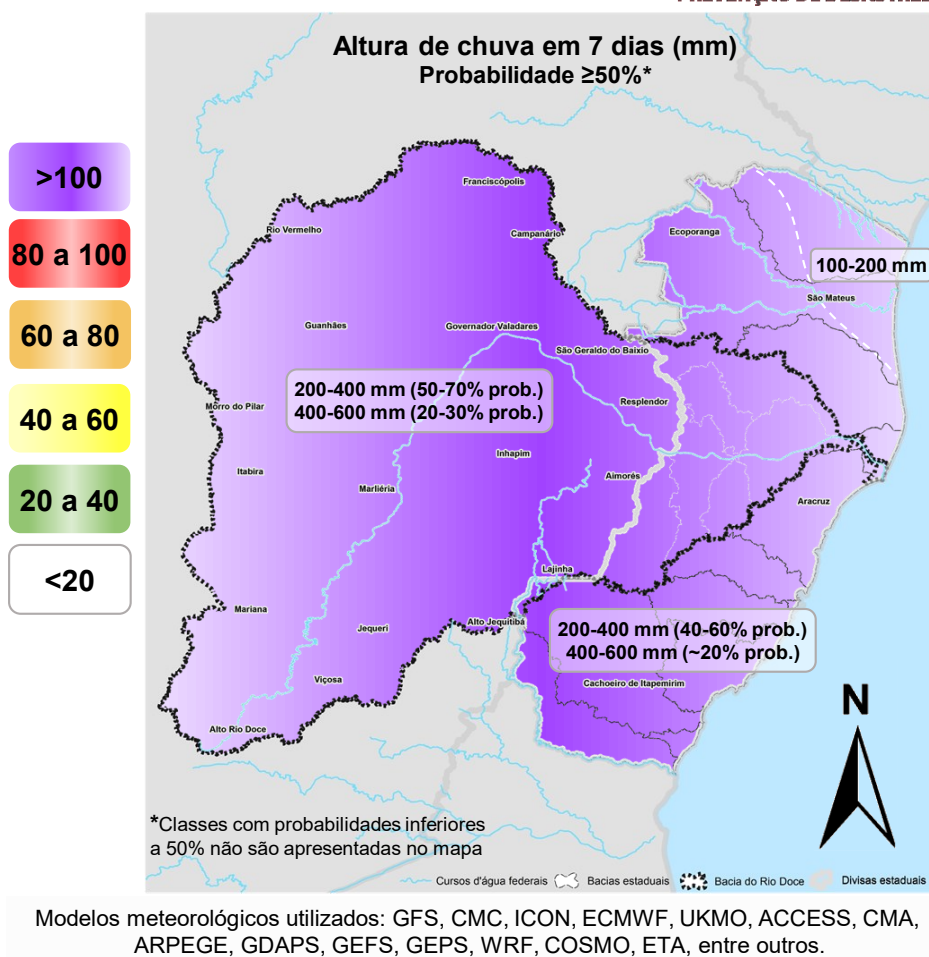 Altura de chuva em 7 dias (mm)
Probabilidade ≥50%*
>100
80 a 100
60 a 80
40 a 60
20 a 40
<20
Franciscópolis
Rio Vermelho
Campanário
Ecoporanga
100-200 mm
São Mateus
Guanhães
Governador Valadares
São Geraldo do Baixio
200-400 mm (50-70% prob.)
400-600 mm (20-30% prob.)
Resplendor
Morro do Pilar
Inhapim
Itabira
Marliéria
Aimorés
Aracruz
Lajinha
Mariana
Jequeri
Alto Jequitibá
200-400 mm (40-60% prob.)
400-600 mm (~20% prob.)
Viçosa
Cachoeiro de Itapemirim
Alto Rio Doce
N
*Classes com probabilidades inferiores
a 50% não são apresentadas no mapa
Cursos d'água federais Bacias estaduais Bacia do Rio Doce Divisas estaduais
Modelos meteorológicos utilizados: GFS, CMC, ICON, ECMWF, UKMO, ACCESS, CMA,
ARPEGE, GDAPS, GEFS, GEPS, WRF, COSMO, ETA, entre outros.